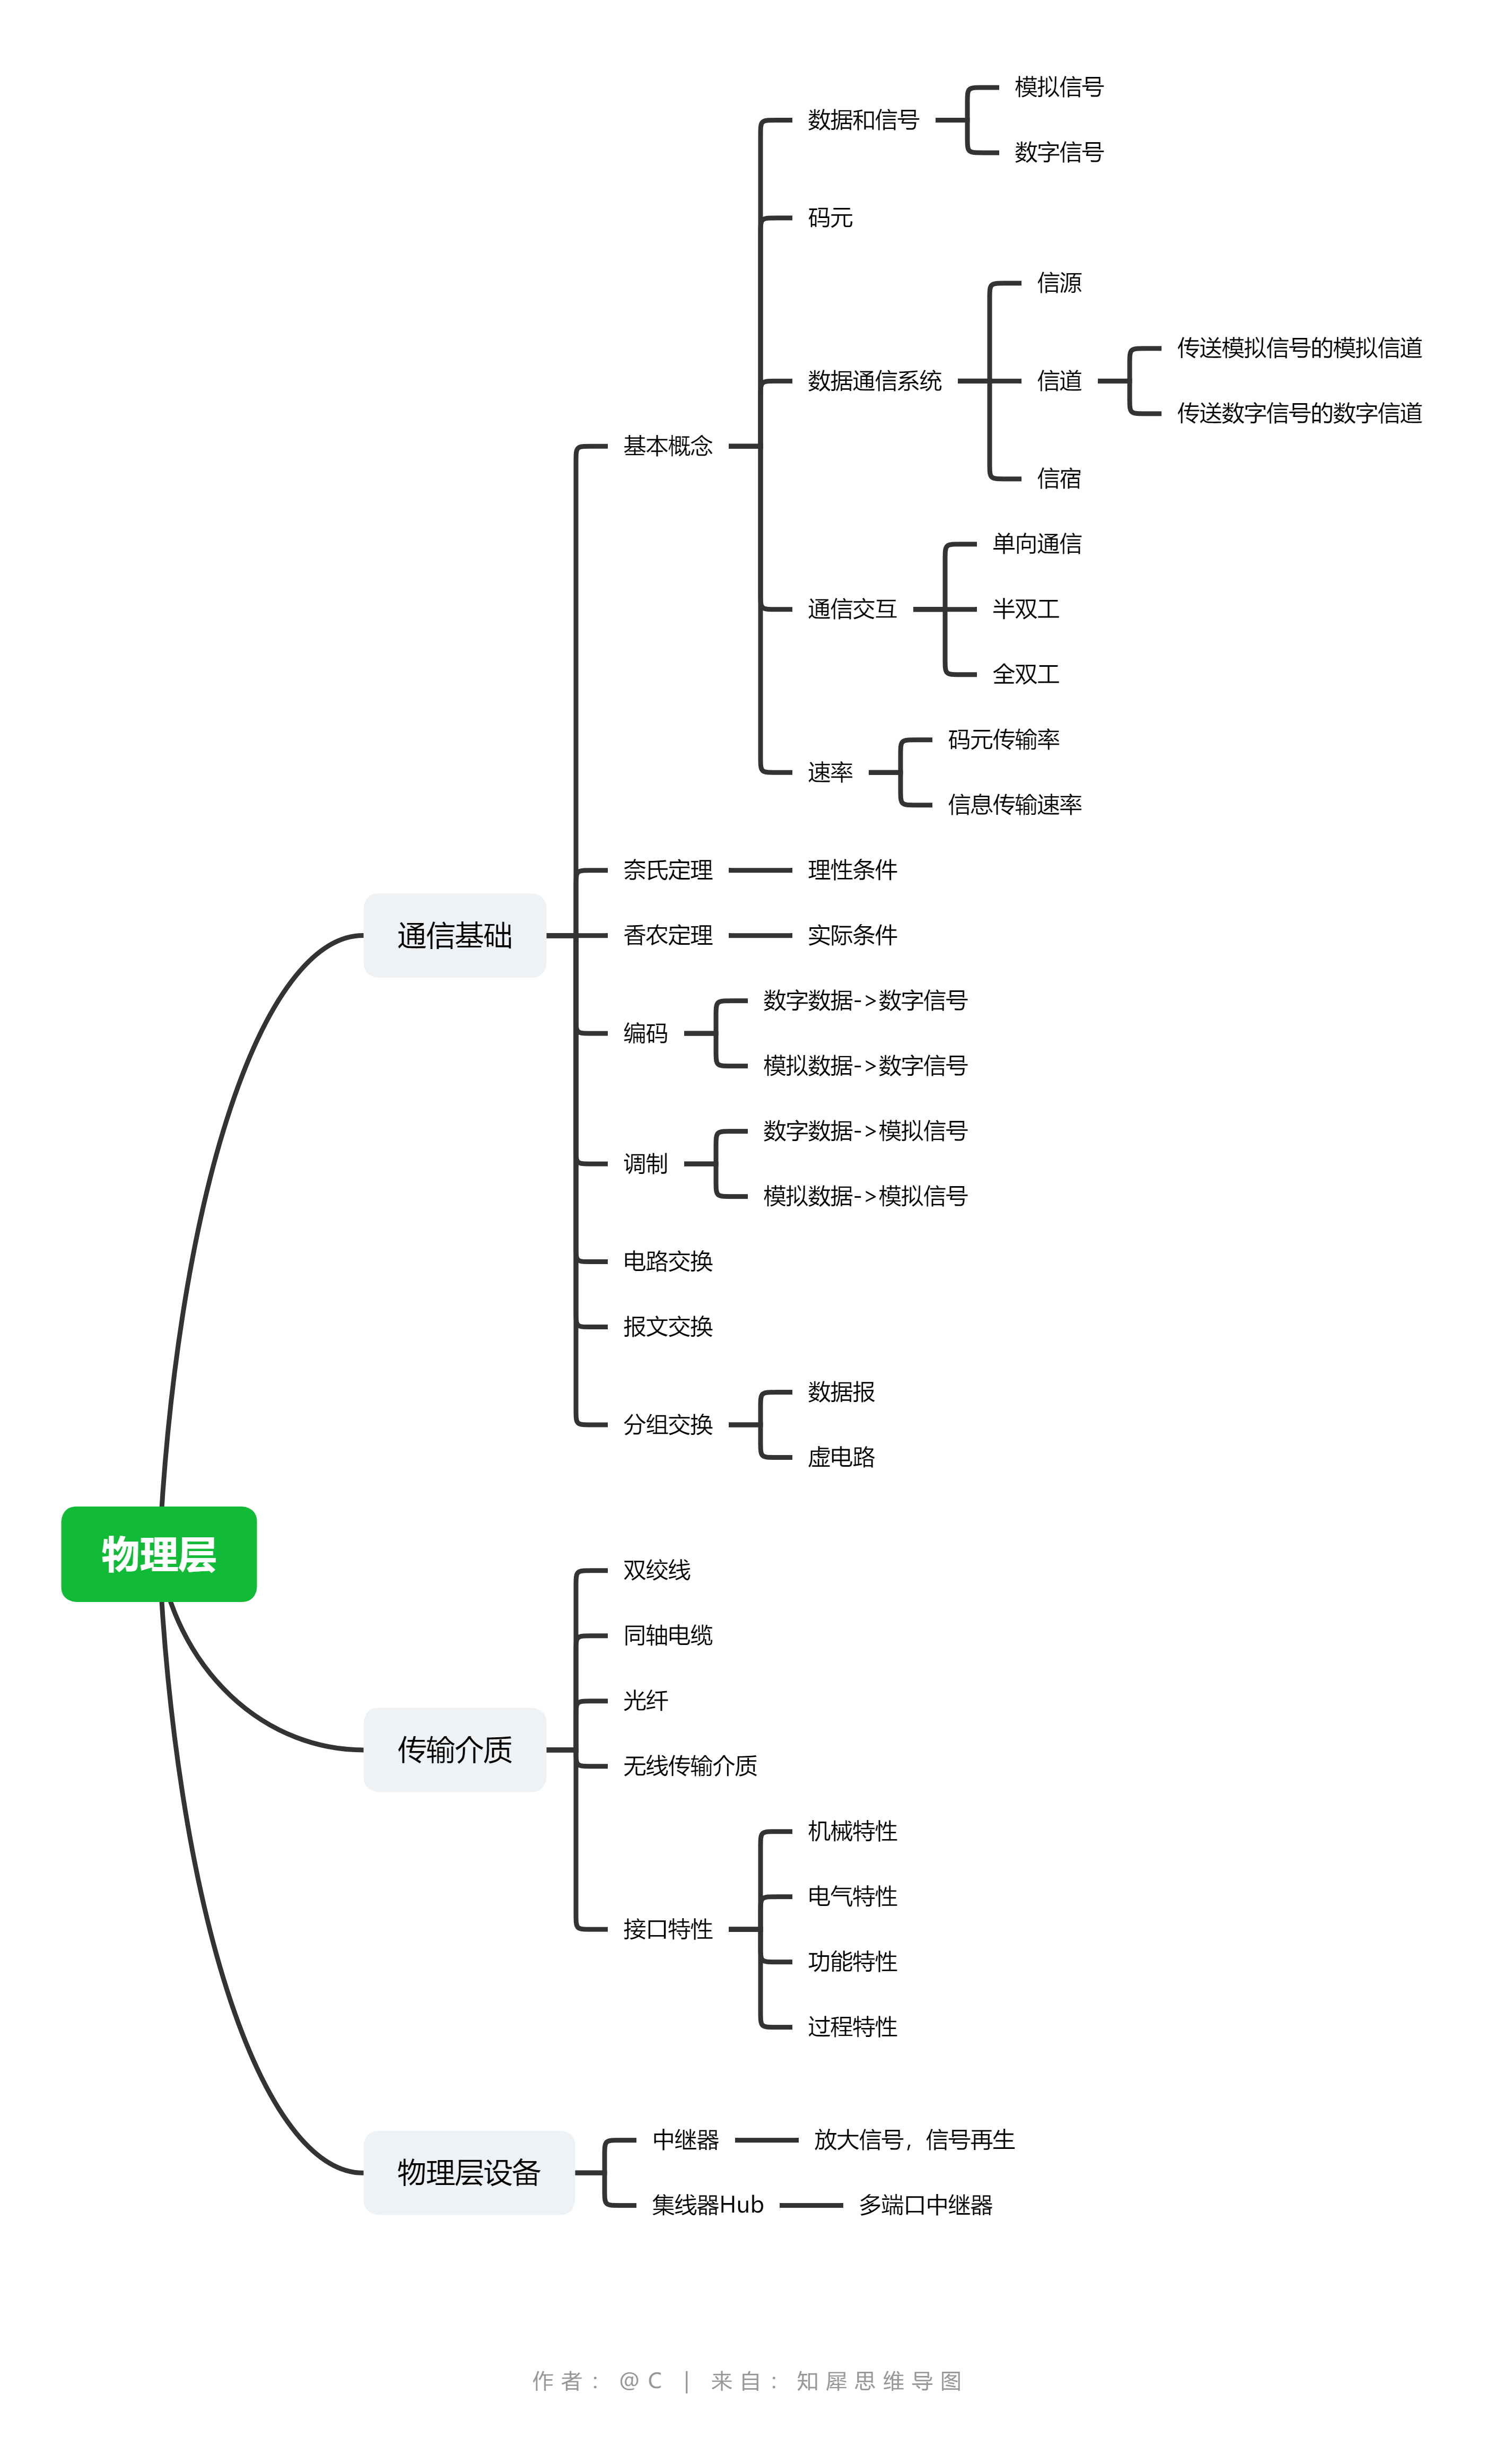 模拟信号
数据和信号
数字信号
码元
信源
传送模拟信号的模拟信道
数据通信系统
信道
传送数字信号的数字信道
基本概念
信宿
单向通信
通信交互
半双工
全双工
码元传输率
速率
信息传输速率
奈氏定理
理性条件
通信基础
香农定理
实际条件
数字数据->数字信号
编码
模拟数据->数字信号
数字数据->模拟信号
调制
模拟数据->模拟信号
电路交换
报文交换
数据报
分组交换
虚电路
物理层
双绞线
同轴电缆
光纤
传输介质
无线传输介质
机械特性
电气特性
接口特性
功能特性
过程特性
中继器
放大信号，信号再生
物理层设备
集线器Hub
多端口中继器
作者：@C | 来自：知犀思维导图